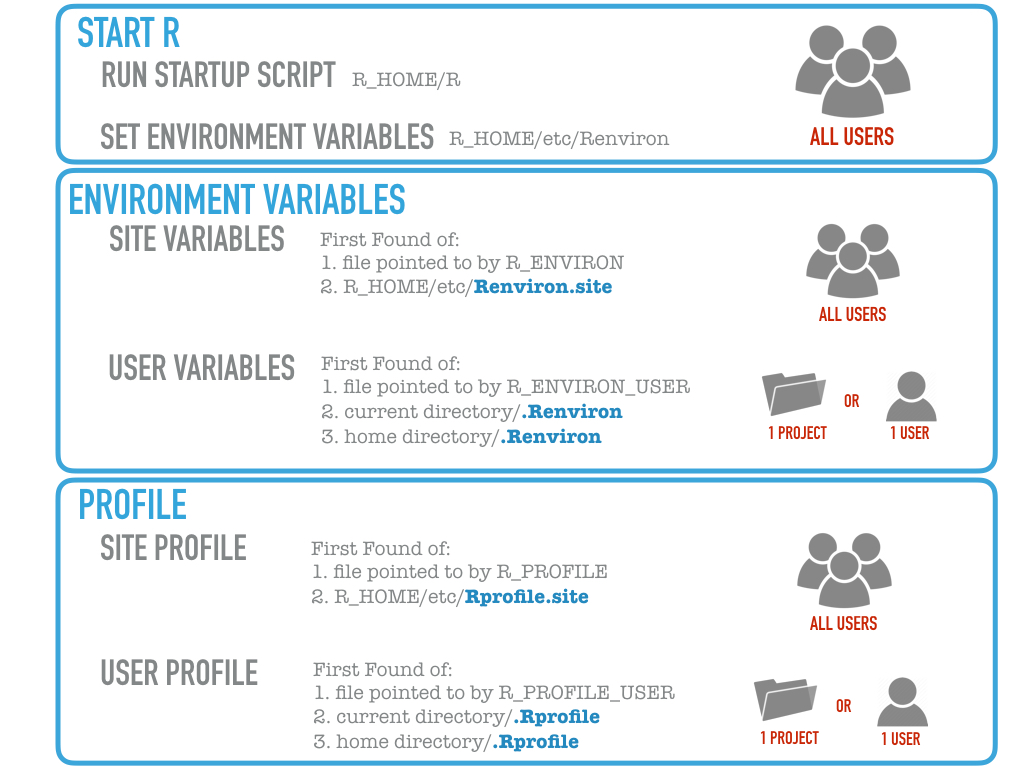 START R
RUN STARTUP SCRIPT R_HOME/R
SET ENVIRONMENT VARIABLES R_HOME/etc/Renviron
ALL USERS
ENVIRONMENT VARIABLES
SITE VARIABLES
First Found of:
1. file pointed to by R_ENVIRON
2. R_HOME/etc/Renviron.site
ALL USERS
USER VARIABLES
First Found of:
1. file pointed to by R_ENVIRON_USER
2. current directory/.Renviron
3. home directory/.Renviron
OR
1 PROJECT
1 USER
PROFILE
SITE PROFILE
First Found of:
1. file pointed to by R_PROFILE
2. R_HOME/etc/Rprofile.site
ALL USERS
USER PROFILE
First Found of:
1. file pointed to by R_PROFILE_USER
2. current directory/.Rprofile
3. home directory/.Rprofile
OR
1 PROJECT
1 USER